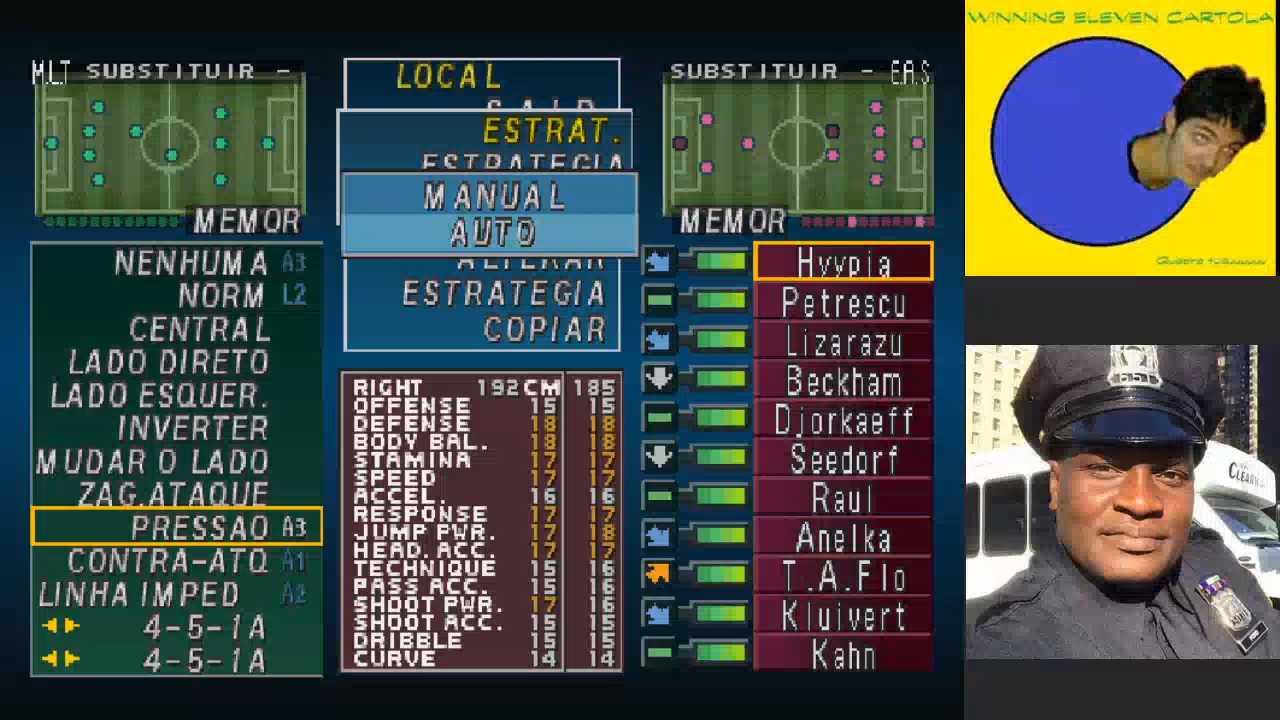 WINNING ELEVEN CARTOLA
M.L.T SUBSTITUIR -
LOCAL
SUBSTITUIR - E.A.S
ESTRAT.
ESTRATEGIA
MANUAL
AUTO
MEMOR
MEMOR
ALTERAR
ESTRATEGIA
COPIAR
NENHUMA A3
NORM L2
CENTRAL
LADO DIRETO
LADO ESQUER.
INVERTER
MUDAR O LADO
ZAG.ATAQUE
PRESSAO A3
CONTRA-ATQ A1
LINHA IMPED A2
4-5-1A
4-5-1A
RIGHT 192CM 185
OFFENSE 15 15
DEFENSE 18 18
BODY BAL. 18 18
STAMINA 17 17
SPEED 17 17
ACCEL. 16 16
RESPONSE 17 17
JUMP PWR. 17 18
HEAD. ACC. 17 17
TECHNIQUE 15 16
PASS ACC. 15 16
SHOOT PWR. 17 16
SHOOT ACC. 15 15
DRIBBLE 15 15
CURVE 14 14
Hyypia
Petrescu
Lizarazu
Beckham
Djorkaeff
Seedorf
Raul
Anelka
T.A.Flo
Kluivert
Kahn